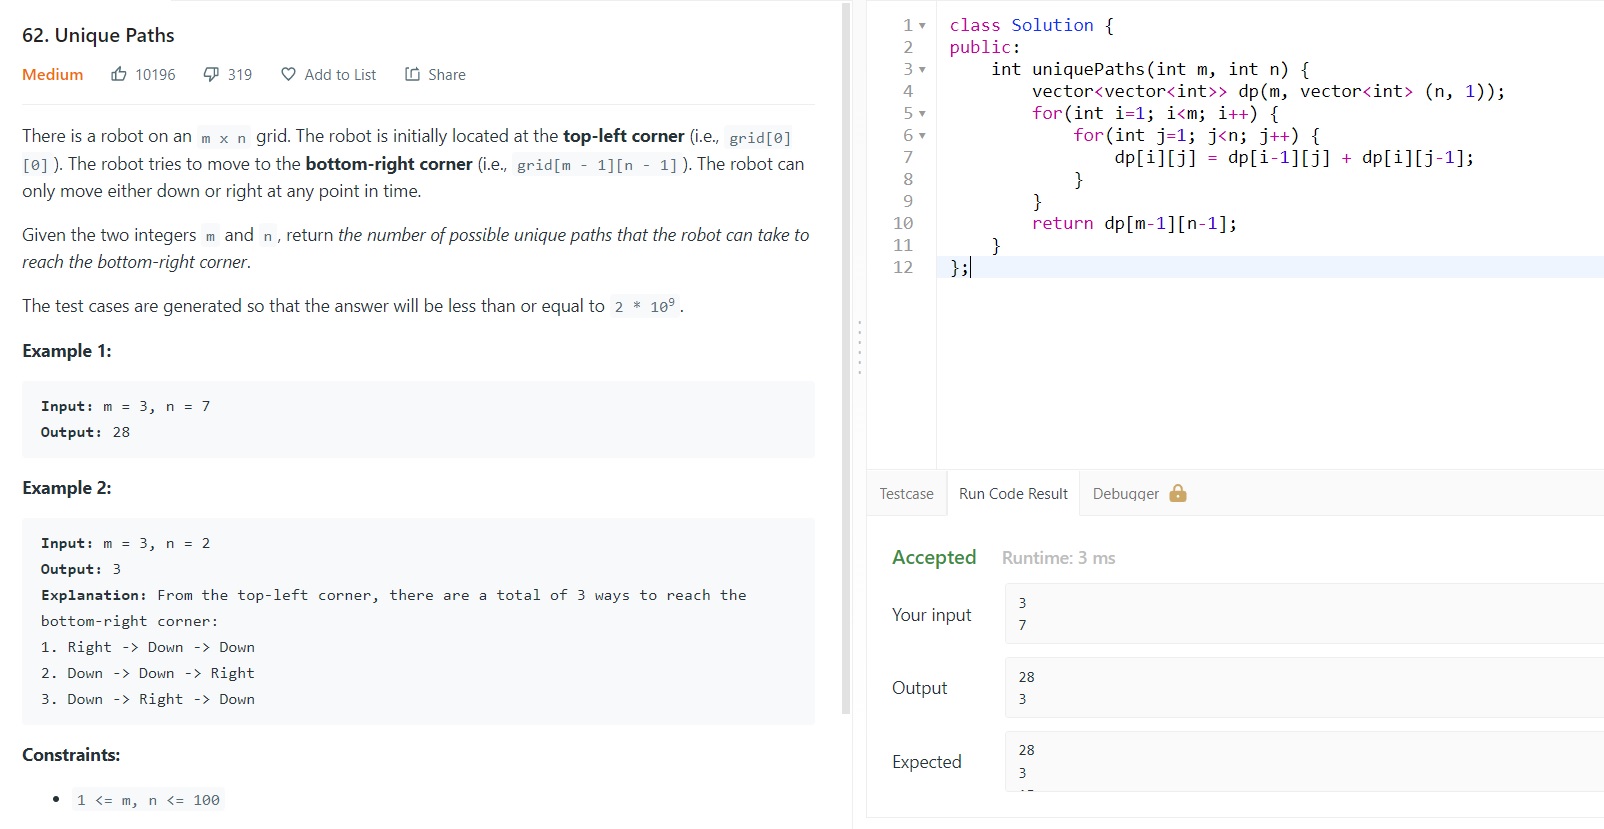 62. Unique Paths
Medium 10196 319 Add to List Share
There is a robot on an m x n grid. The robot is initially located at the top-left corner (i.e., grid[0]
[0] ). The robot tries to move to the bottom-right corner (i.e., grid[m - 1][n - 1] ). The robot can
only move either down or right at any point in time.
Given the two integers m and n , return the number of possible unique paths that the robot can take to
reach the bottom-right corner.
The test cases are generated so that the answer will be less than or equal to 2 * 10⁹ .
Example 1:
Input: m = 3, n = 7
Output: 28
Example 2:
Input: m = 3, n = 2
Output: 3
Explanation: From the top-left corner, there are a total of 3 ways to reach the
bottom-right corner:
1. Right -> Down -> Down
2. Down -> Down -> Right
3. Down -> Right -> Down
Constraints:
• 1 <= m, n <= 100
1 class Solution {
2 public:
3     int uniquePaths(int m, int n) {
4         vector<vector<int>> dp(m, vector<int> (n, 1));
5         for(int i=1; i<m; i++) {
6             for(int j=1; j<n; j++) {
7                 dp[i][j] = dp[i-1][j] + dp[i][j-1];
8             }
9         }
10         return dp[m-1][n-1];
11     }
12 };
Testcase Run Code Result Debugger
Accepted Runtime: 3 ms
Your input
3
7
Output
28
3
Expected
28
3